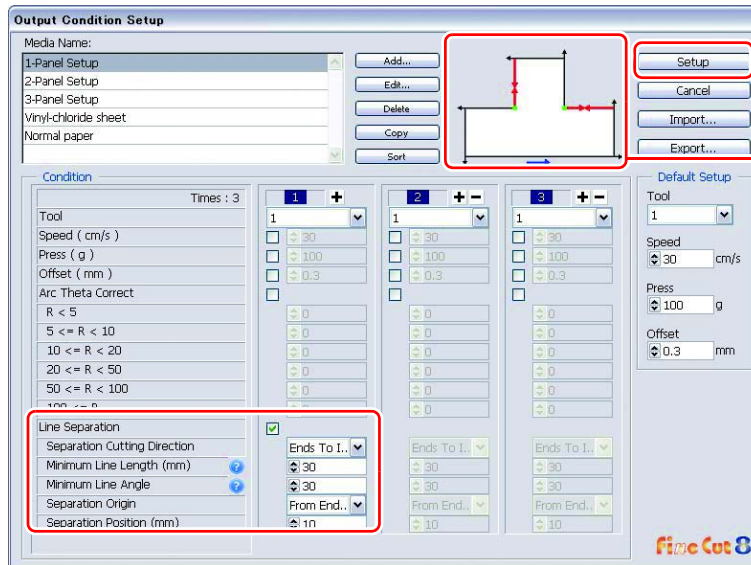 Output Condition Setup
Media Name:
1-Panel Setup
2-Panel Setup
3-Panel Setup
Vinyl-chloride sheet
Normal paper
Add...
Edit...
Delete
Copy
Sort
Setup
Cancel
Import...
Export...
Condition
Times : 3
1 + 2 + - 3 + -
Tool 1 1 1
Speed ( cm/s ) 30 30 30
Press ( g ) 100 100 100
Offset ( mm ) 0.3 0.3 0.3
Arc Theta Correct
R < 5 0 0 0
5 <= R < 10 0 0 0
10 <= R < 20 0 0 0
20 <= R < 50 0 0 0
50 <= R < 100 0 0 0
100 <= R 0 0 0
Line Separation
Separation Cutting Direction Ends To I.. Ends To I.. Ends To I..
Minimum Line Length (mm) ? 30 30 30
Minimum Line Angle ? 30 30 30
Separation Origin From End.. From End.. From End..
Separation Position (mm) 10 10 10
Default Setup
Tool
1
Speed
30 cm/s
Press
100 g
Offset
0.3 mm
Fine Cut 8